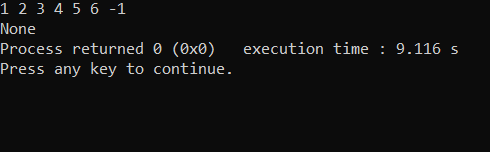 1 2 3 4 5 6 -1
None
Process returned 0 (0x0)   execution time : 9.116 s
Press any key to continue.